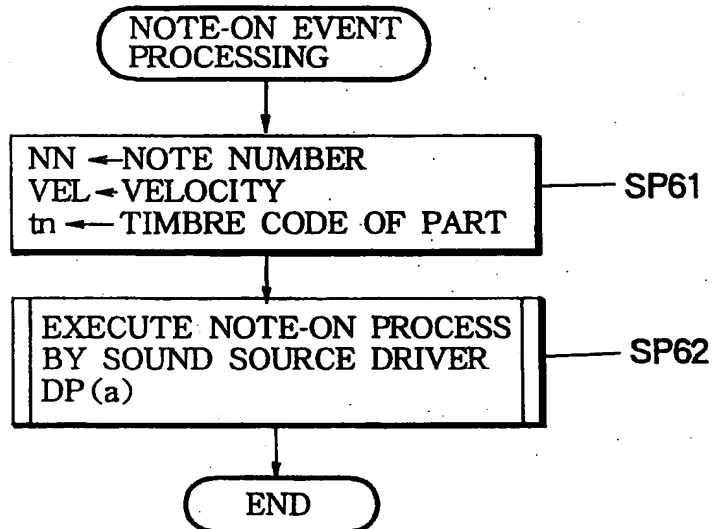 NOTE-ON EVENT
PROCESSING
NN ←NOTE NUMBER
VEL←VELOCITY
tn ← TIMBRE CODE OF PART
SP61
EXECUTE NOTE-ON PROCESS
BY SOUND SOURCE DRIVER
DP(a)
SP62
END